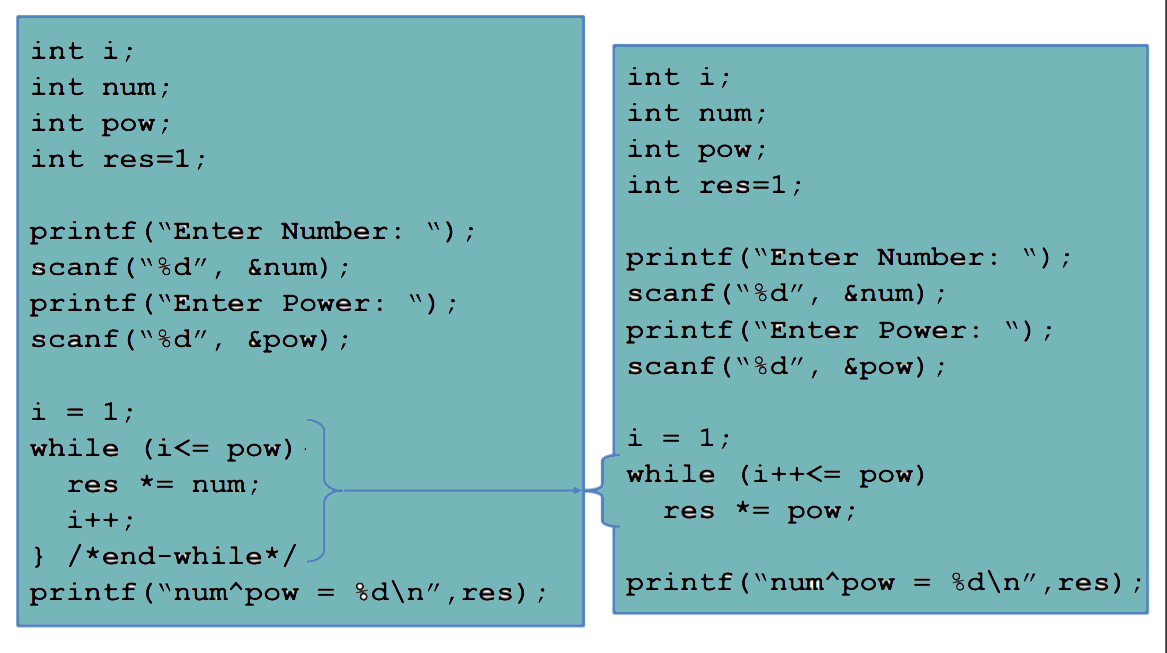 int i;
int num;
int pow;
int res=1;
printf(‟Enter Number: ‟);
scanf(‟%d”, &num);
printf(‟Enter Power: ‟);
scanf(‟%d”, &pow);
i = 1;
while (i<= pow)
  res *= num;
  i++;
} /*end-while*/
printf(‟num^pow = %d\n”,res);
int i;
int num;
int pow;
int res=1;
printf(‟Enter Number: ‟);
scanf(‟%d”, &num);
printf(‟Enter Power: ‟);
scanf(‟%d”, &pow);
i = 1;
while (i++<= pow)
  res *= pow;
printf(‟num^pow = %d\n”,res);